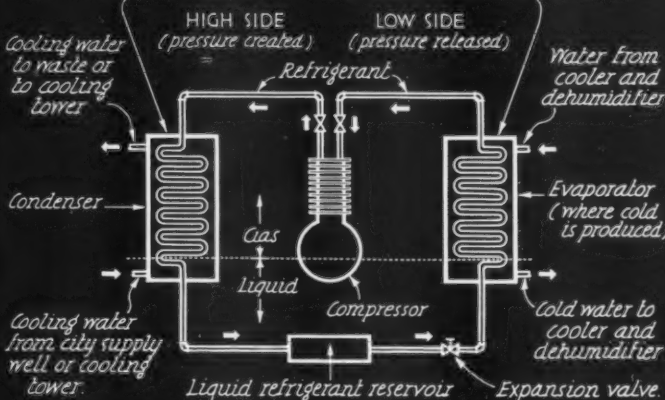 HIGH SIDE
(pressure created)
LOW SIDE
(pressure released)
Cooling water
to waste or
to cooling
tower
Refrigerant
Water from
cooler and
dehumidifier
Condenser
Gas
Liquid
Evaporator
(where cold
is produced)
Compressor
Cooling water
from city supply
well or cooling
tower.
Cold water to
cooler and
dehumidifier
Liquid refrigerant reservoir
Expansion valve.